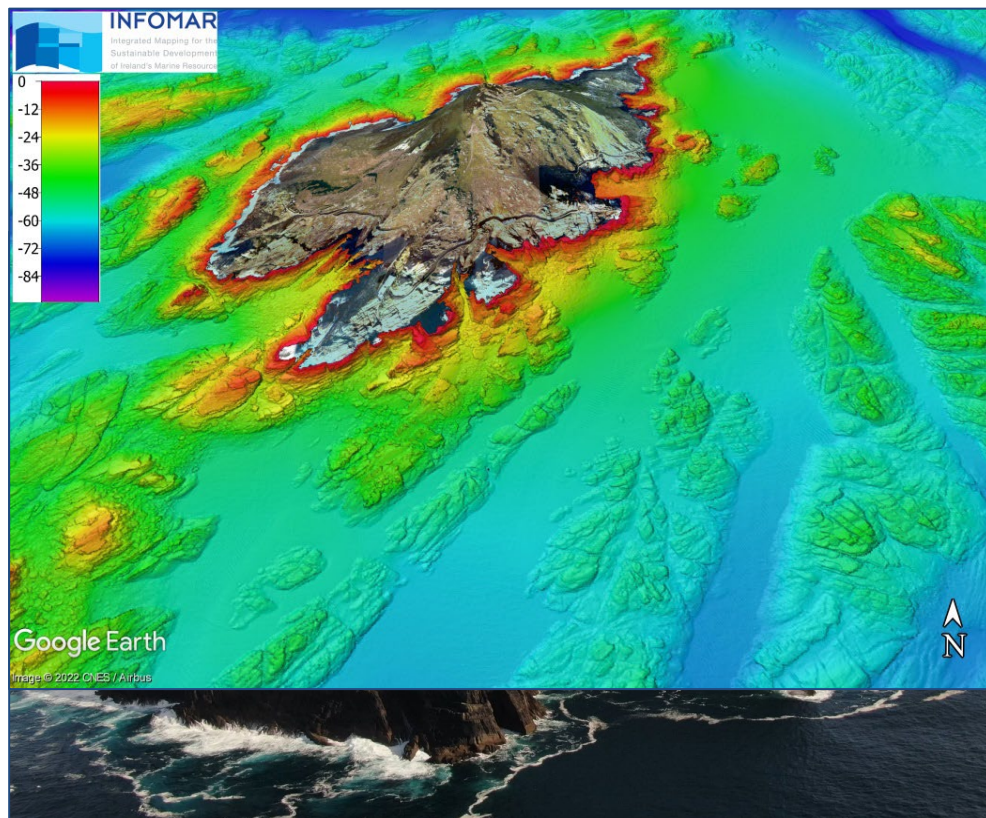 INFOMAR
Integrated Mapping for the
Sustainable Development
of Ireland's Marine Resource
0
-12
-24
-36
-48
-60
-72
-84
Google Earth
Image © 2022 CNES / Airbus
N